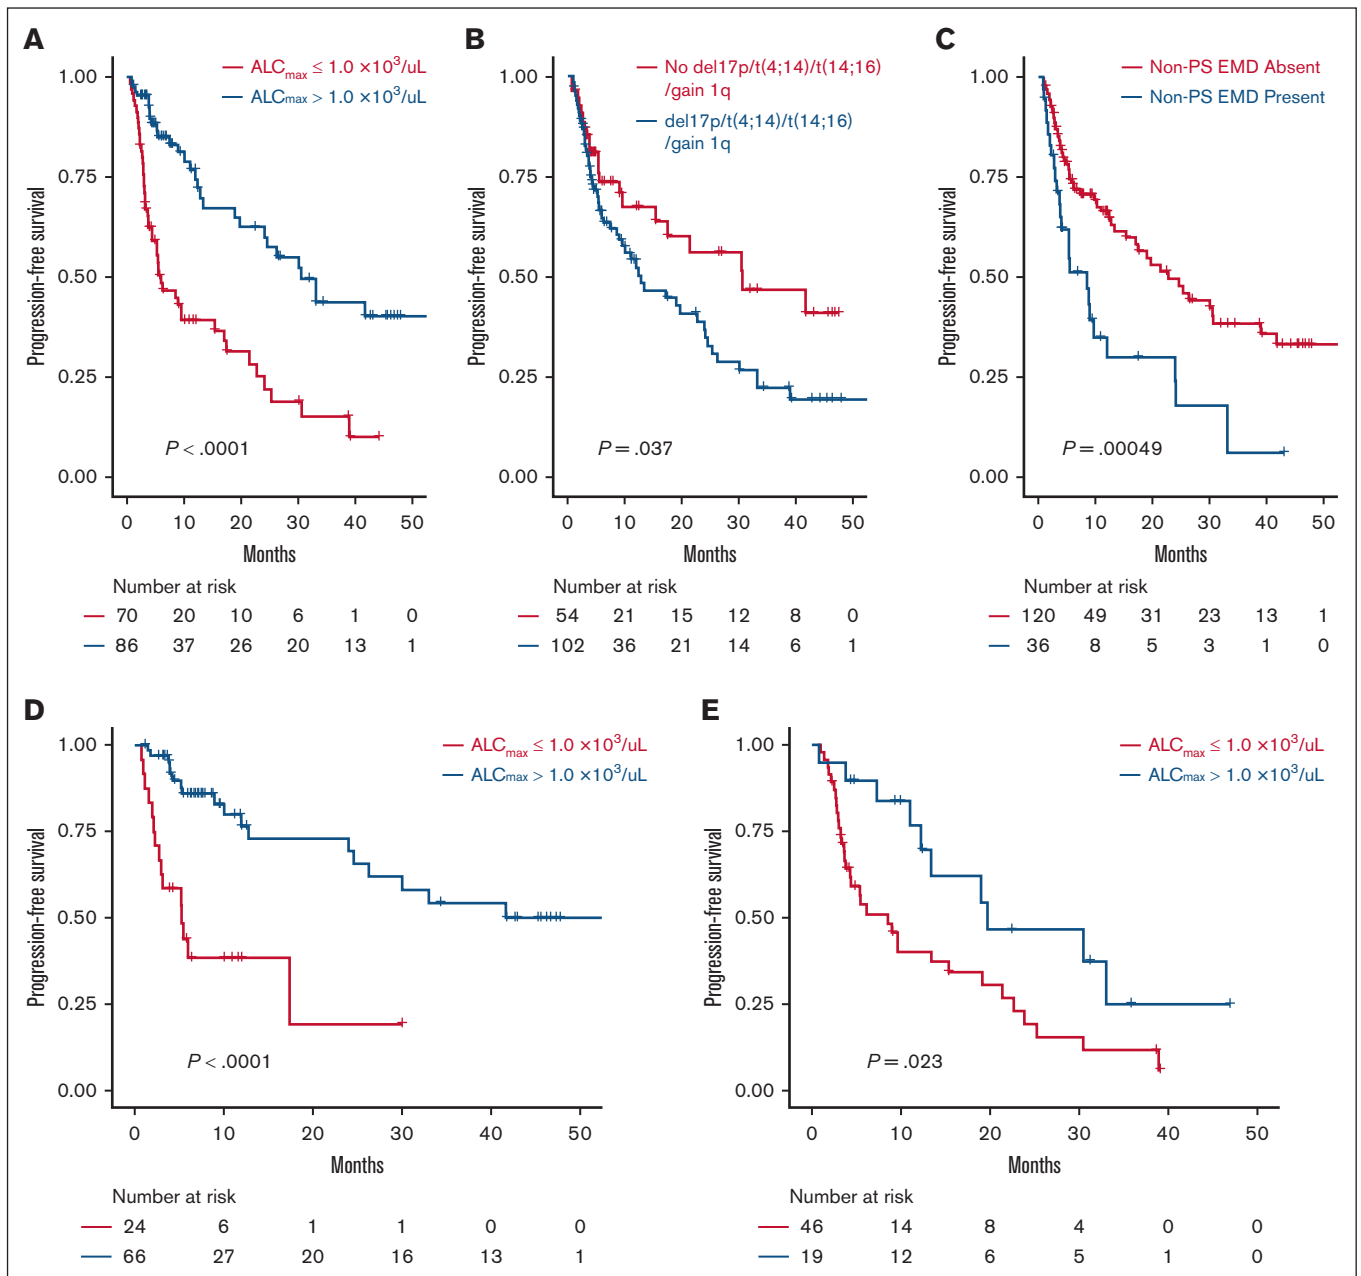 A
ALCmax ≤ 1.0 ×10³/uL
ALCmax > 1.0 ×10³/uL
Progression-free survival
1.00
0.75
0.50
0.25
0.00
P < .0001
0 10 20 30 40 50
Months
Number at risk
70 20 10 6 1 0
86 37 26 20 13 1
B
No del17p/t(4;14)/t(14;16)
/gain 1q
del17p/t(4;14)/t(14;16)
/gain 1q
Progression-free survival
1.00
0.75
0.50
0.25
0.00
P = .037
0 10 20 30 40 50
Months
Number at risk
54 21 15 12 8 0
102 36 21 14 6 1
C
Non-PS EMD Absent
Non-PS EMD Present
Progression-free survival
1.00
0.75
0.50
0.25
0.00
P = .00049
0 10 20 30 40 50
Months
Number at risk
120 49 31 23 13 1
36 8 5 3 1 0
D
ALCmax ≤ 1.0 ×10³/uL
ALCmax > 1.0 ×10³/uL
Progression-free survival
1.00
0.75
0.50
0.25
0.00
P < .0001
0 10 20 30 40 50
Months
Number at risk
24 6 1 1 0 0
66 27 20 16 13 1
E
ALCmax ≤ 1.0 ×10³/uL
ALCmax > 1.0 ×10³/uL
Progression-free survival
1.00
0.75
0.50
0.25
0.00
P = .023
0 10 20 30 40 50
Months
Number at risk
46 14 8 4 0 0
19 12 6 5 1 0